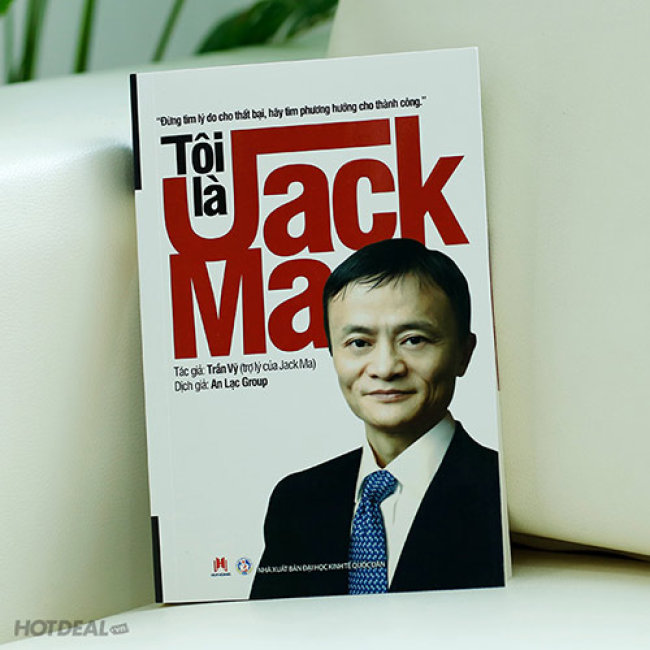 "Đừng tìm lý do cho thất bại, hãy tìm phương hướng cho thành công."
Tôi
là
Jack
Ma
Tác giả: Trần Vỹ (trợ lý của Jack Ma)
Dịch giả: An Lạc Group
NHÀ XUẤT BẢN ĐẠI HỌC KINH TẾ QUỐC DÂN
HOTDEAL.vn